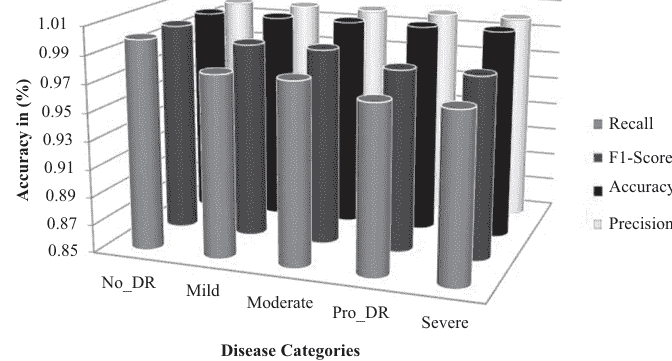 1.01
0.99
0.97
0.95
0.93
0.91
0.89
0.87
0.85
Accuracy in (%)
No_DR
Mild
Moderate
Pro_DR
Severe
Disease Categories
Recall
F1-Score
Accuracy
Precision